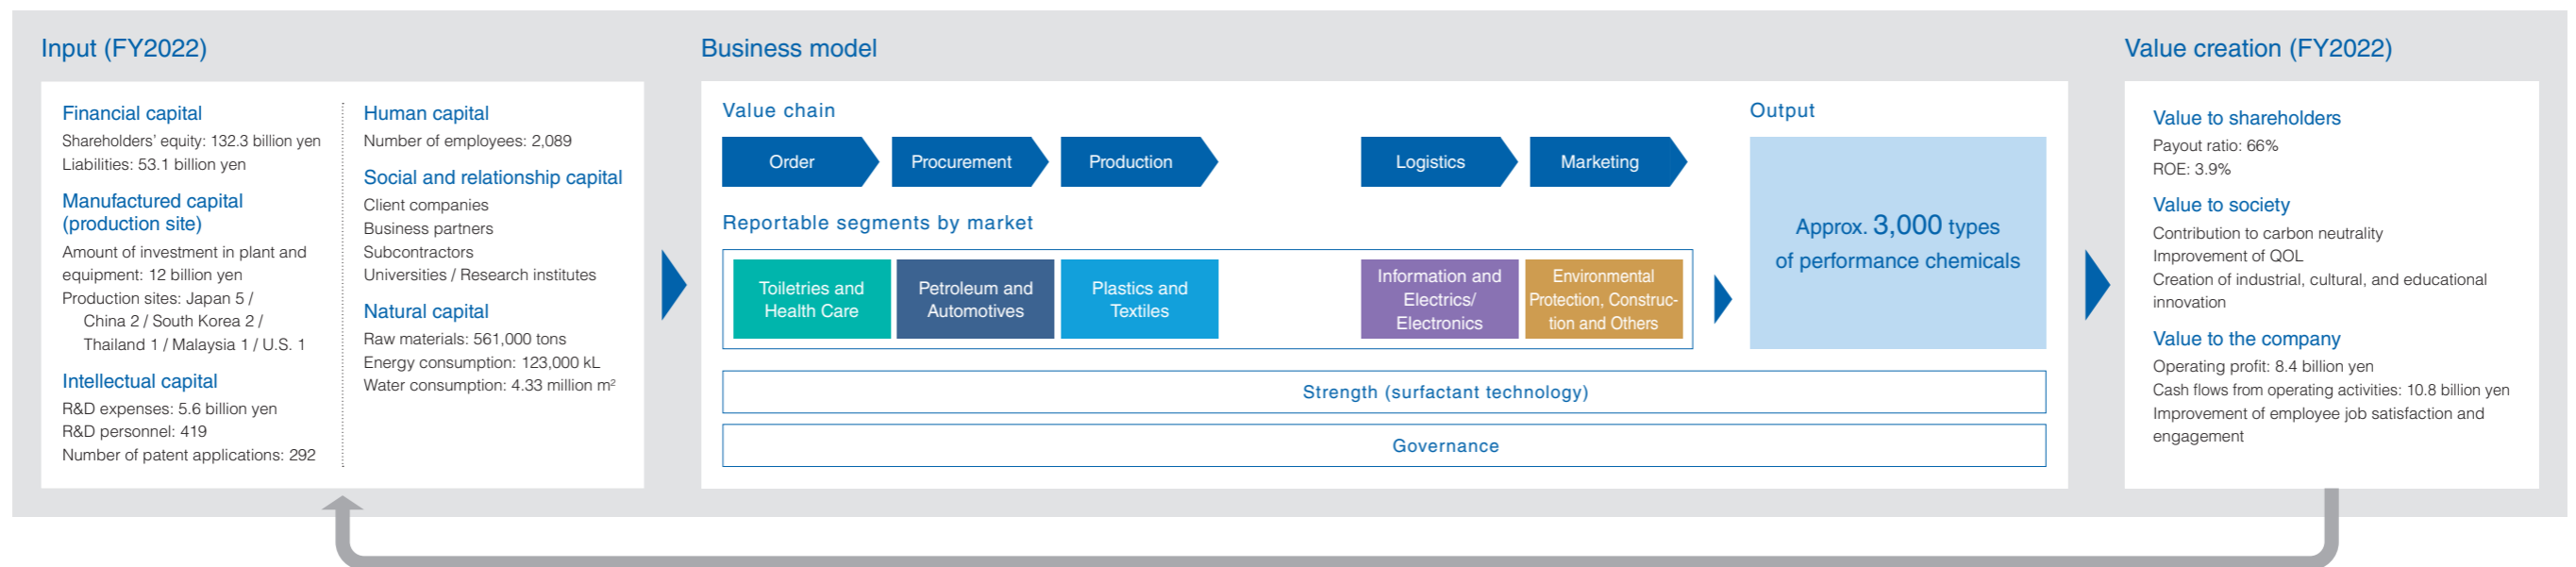 Input (FY2022)
Financial capital
Shareholders’ equity: 132.3 billion yen
Liabilities: 53.1 billion yen
Manufactured capital
(production site)
Amount of investment in plant and
equipment: 12 billion yen
Production sites: Japan 5 /
China 2 / South Korea 2 /
Thailand 1 / Malaysia 1 / U.S. 1
Intellectual capital
R&D expenses: 5.6 billion yen
R&D personnel: 419
Number of patent applications: 292
Human capital
Number of employees: 2,089
Social and relationship capital
Client companies
Business partners
Subcontractors
Universities / Research institutes
Natural capital
Raw materials: 561,000 tons
Energy consumption: 123,000 kL
Water consumption: 4.33 million m²
Business model
Value chain
Order
Procurement
Production
Logistics
Marketing
Reportable segments by market
Toiletries and
Health Care
Petroleum and
Automotives
Plastics and
Textiles
Information and
Electrics/
Electronics
Environmental
Protection, Construc-
tion and Others
Output
Approx. 3,000 types
of performance chemicals
Strength (surfactant technology)
Governance
Value creation (FY2022)
Value to shareholders
Payout ratio: 66%
ROE: 3.9%
Value to society
Contribution to carbon neutrality
Improvement of QOL
Creation of industrial, cultural, and educational
innovation
Value to the company
Operating profit: 8.4 billion yen
Cash flows from operating activities: 10.8 billion yen
Improvement of employee job satisfaction and
engagement